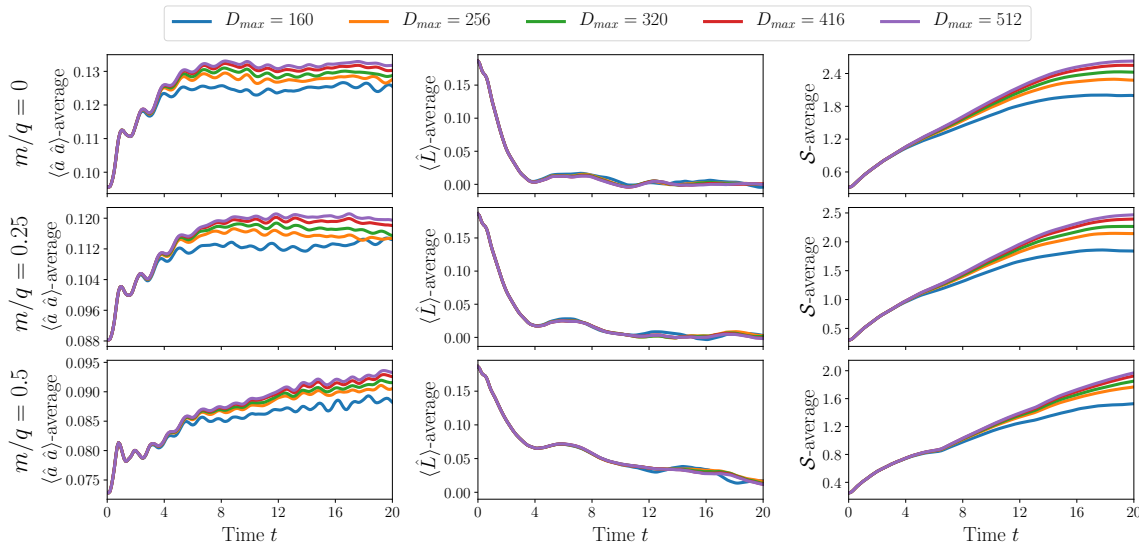 D_max = 160 D_max = 256 D_max = 320 D_max = 416 D_max = 512
m/q = 0
⟨â â⟩-average
0.13
0.12
0.11
0.10
⟨L̂⟩-average
0.15
0.10
0.05
0.00
𝒮-average
2.4
1.8
1.2
0.6
m/q = 0.25
⟨â â⟩-average
0.120
0.112
0.104
0.096
0.088
⟨L̂⟩-average
0.15
0.10
0.05
0.00
𝒮-average
2.5
2.0
1.5
1.0
0.5
m/q = 0.5
⟨â â⟩-average
0.095
0.090
0.085
0.080
0.075
⟨L̂⟩-average
0.15
0.10
0.05
0.00
𝒮-average
2.0
1.6
1.2
0.8
0.4
0 4 8 12 16 20
0 4 8 12 16 20
0 4 8 12 16 20
Time t
Time t
Time t